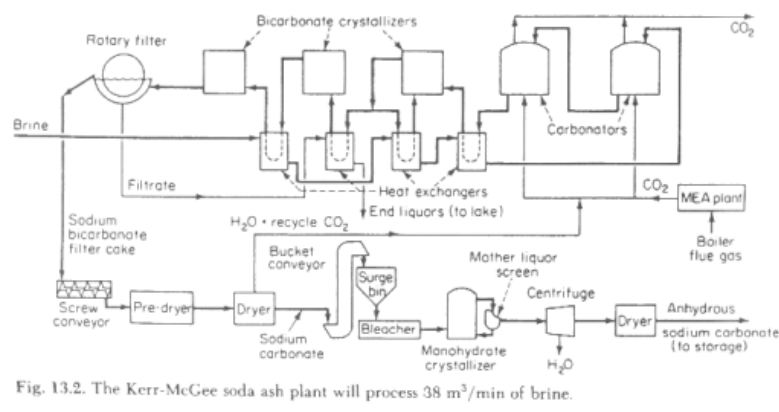 Bicarbonate crystallizers
Rotary filter
CO₂
Brine
Carbonators
Filtrate
Heat exchangers
End liquors (to lake)
CO₂
MEA plant
Boiler
flue gas
Sodium
bicarbonate
filter cake
H₂O • recycle CO₂
Bucket
conveyor
Surge
bin
Mother liquor
screen
Centrifuge
Screw
conveyor
Pre-dryer
Dryer
Sodium
carbonate
Bleacher
Monohydrate
crystallizer
H₂O
Dryer
Anhydrous
sodium carbonate
(to storage)
Fig. 13.2. The Kerr-McGee soda ash plant will process 38 m³/min of brine.